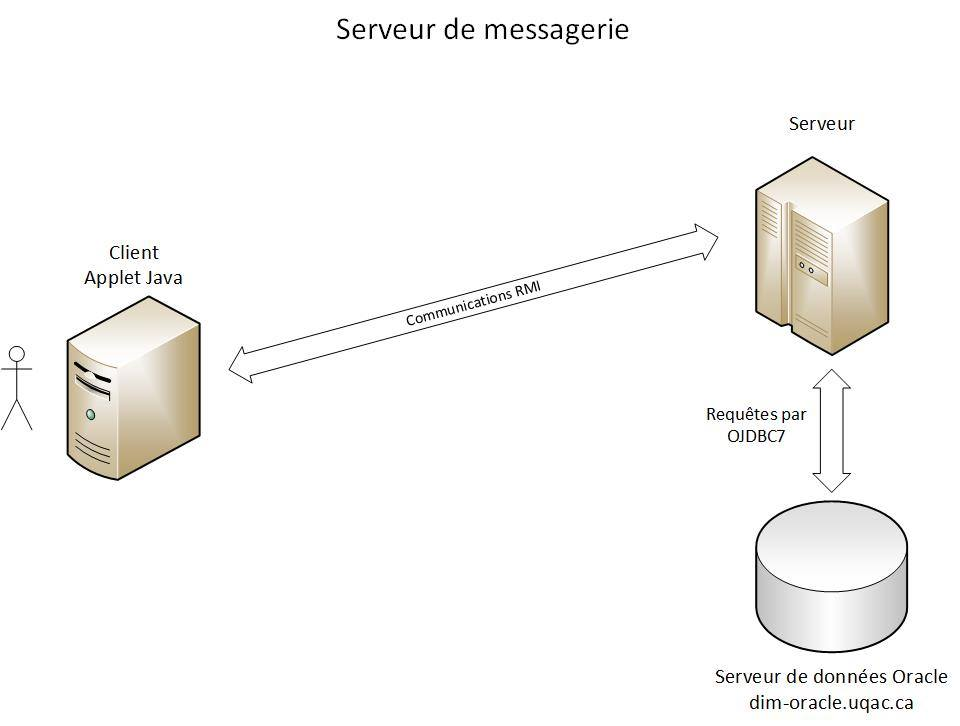 Serveur de messagerie
Serveur
Client
Applet Java
Communications RMI
Requêtes par
OJDBC7
Serveur de données Oracle
dim-oracle.uqac.ca